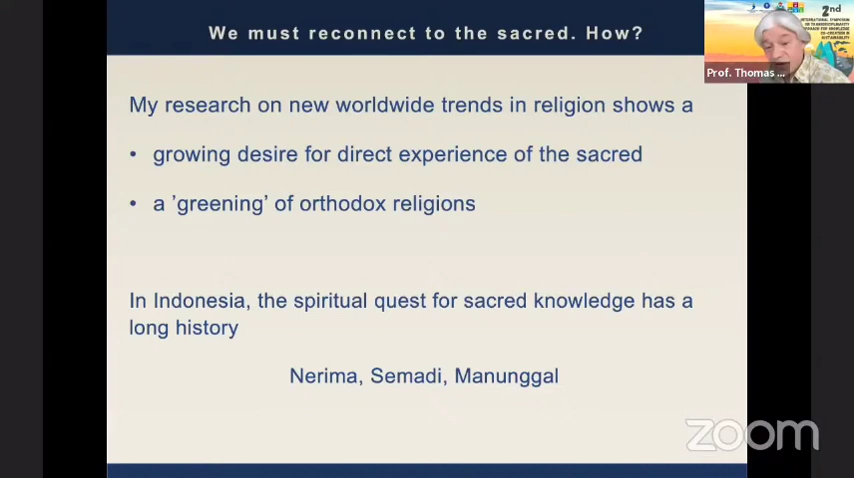 We must reconnect to the sacred. How?
2nd
INTERNATIONAL SYMPOSIUM
Prof. Thomas ...
My research on new worldwide trends in religion shows a
• growing desire for direct experience of the sacred
• a ’greening’ of orthodox religions
In Indonesia, the spiritual quest for sacred knowledge has a
long history
Nerima, Semadi, Manunggal
zoom